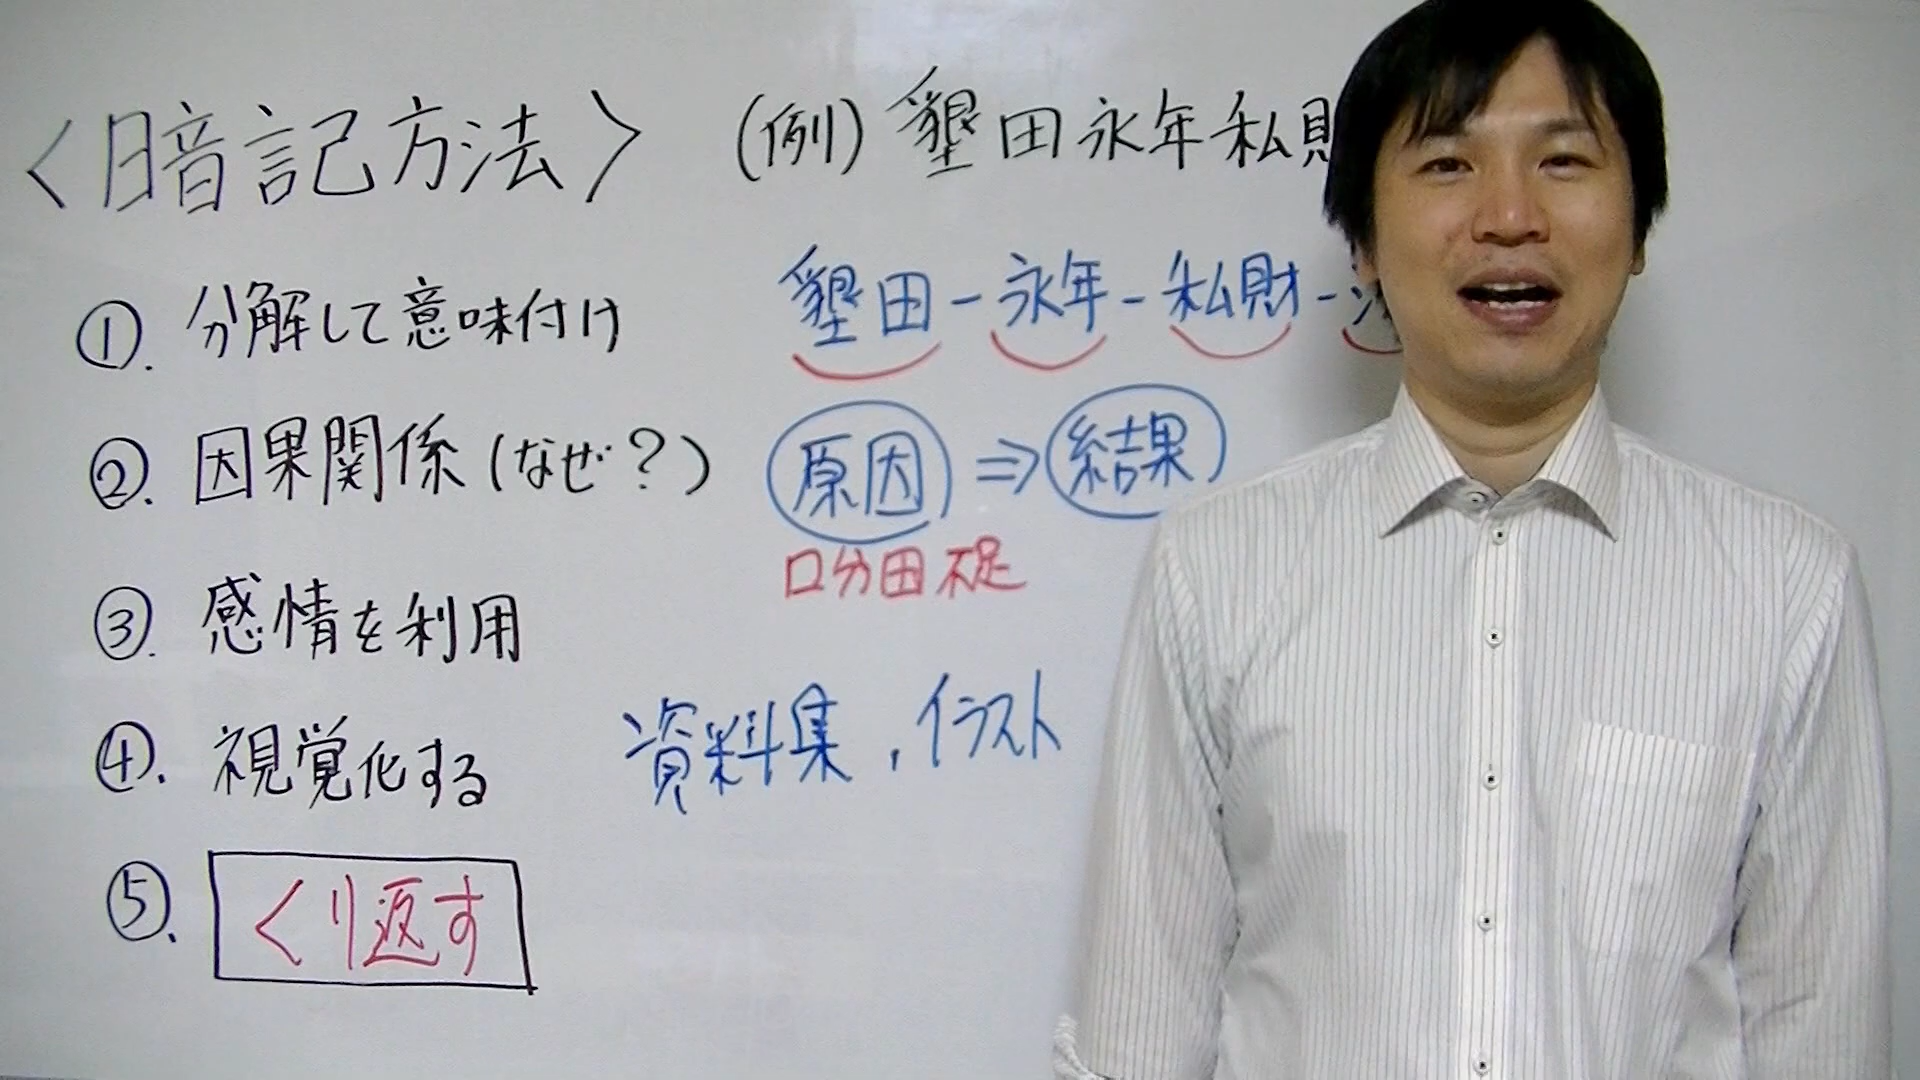 <暗記方法>
(例)墾田永年私財
①.分解して意味付け
墾田-永年-私財-
②.因果関係(なぜ?)
原因⇒結果
口分田不足
③.感情を利用
④.視覚化する
資料集,イラスト
⑤.くり返す